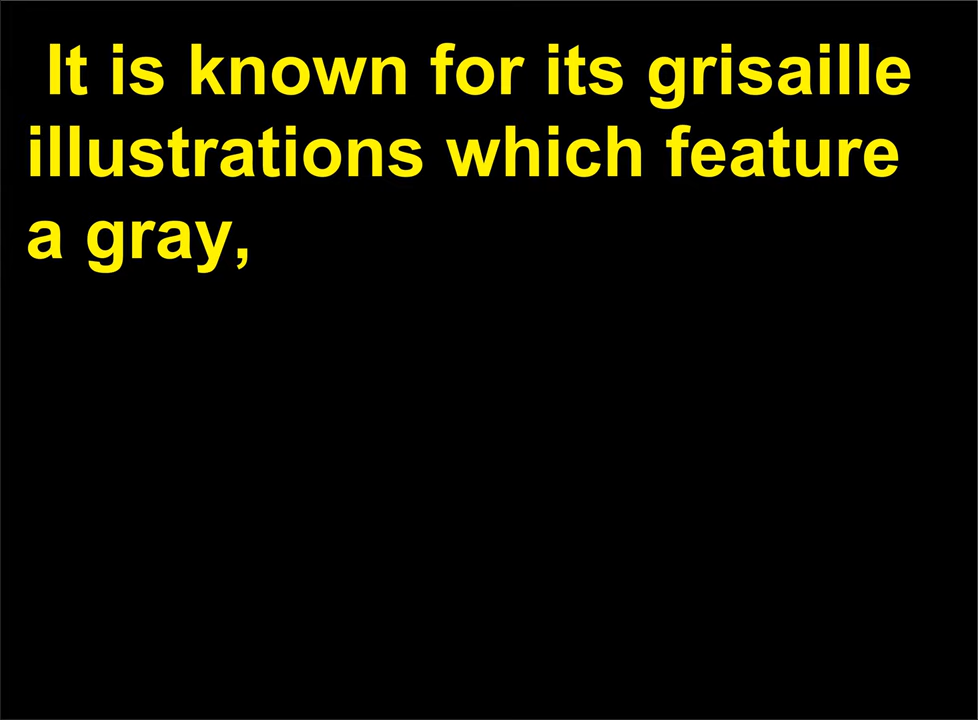 It is known for its grisaille
illustrations which feature
a gray,